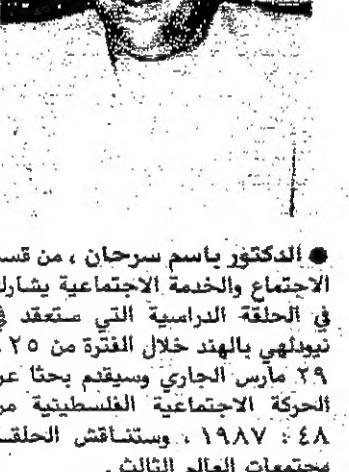 ● الدكتور باسم سرحان ، من قسم
الاجتماع والخدمة الاجتماعية يشارك
في الحلقة الدراسية التي ستعقد في
نيودلهي بالهند خلال الفترة من ٢٥ -
٢٩ مارس الجاري وسيقدم بحثا عن
الحركة الاجتماعية الفلسطينية من
٤٨ : ١٩٨٧ ، وستناقش الحلقة
مجتمعات العالم الثالث .